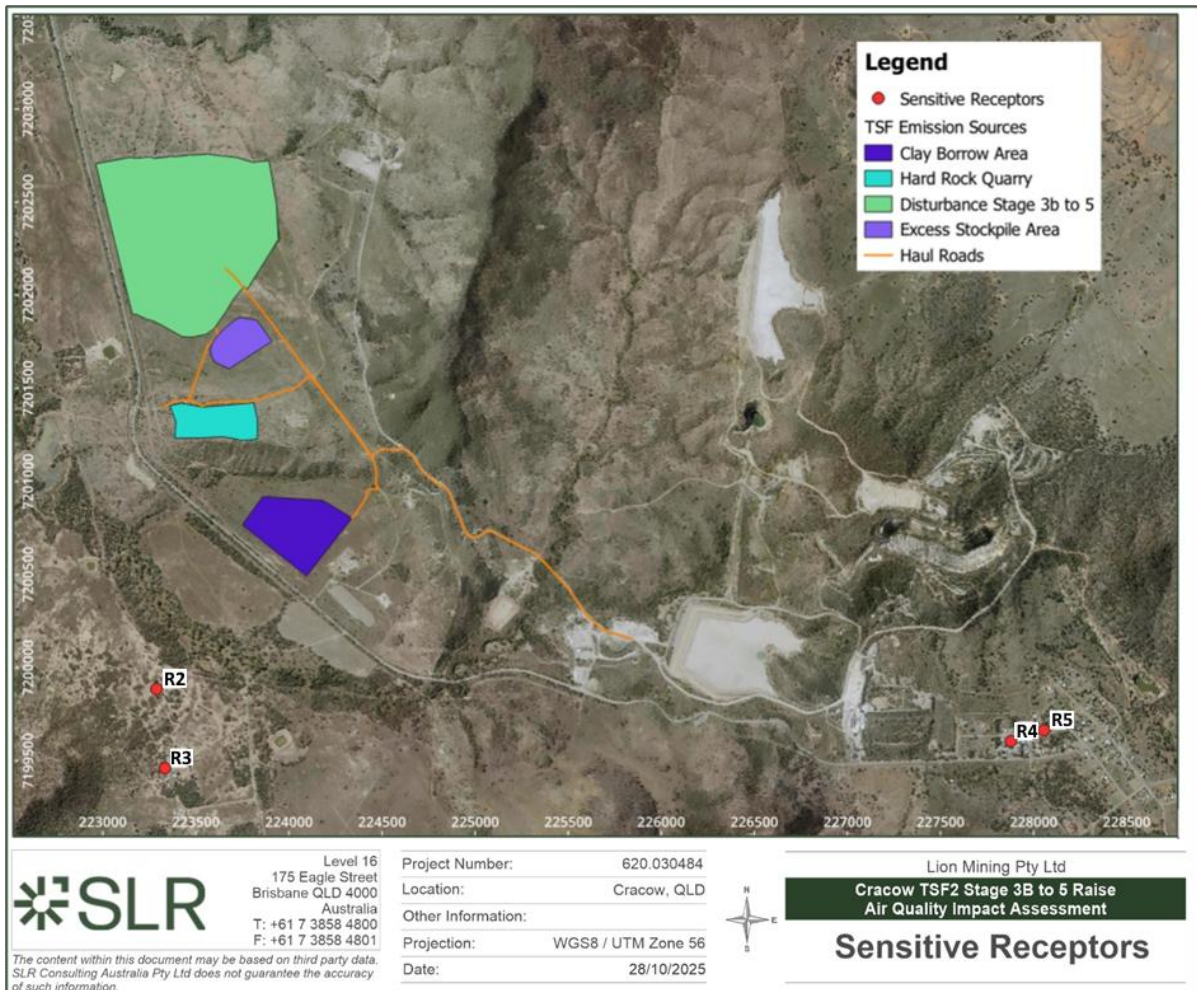 7203
7203000
7202500
7202000
7201500
7201000
7200500
7200000
7199500
Legend
Sensitive Receptors
TSF Emission Sources
Clay Borrow Area
Hard Rock Quarry
Disturbance Stage 3b to 5
Excess Stockpile Area
Haul Roads
R2
R3
R4
R5
223000 223500 224000 224500 225000 225500 226000 226500 227000 227500 228000 228500
SLR
Level 16
175 Eagle Street
Brisbane QLD 4000
Australia
T: +61 7 3858 4800
F: +61 7 3858 4801
The content within this document may be based on third party data.
SLR Consulting Australia Pty Ltd does not guarantee the accuracy
of such information.
Project Number: 620.030484
Location: Cracow, QLD
Other Information:
Projection: WGS8 / UTM Zone 56
Date: 28/10/2025
N
E
S
Lion Mining Pty Ltd
Cracow TSF2 Stage 3B to 5 Raise
Air Quality Impact Assessment
Sensitive Receptors